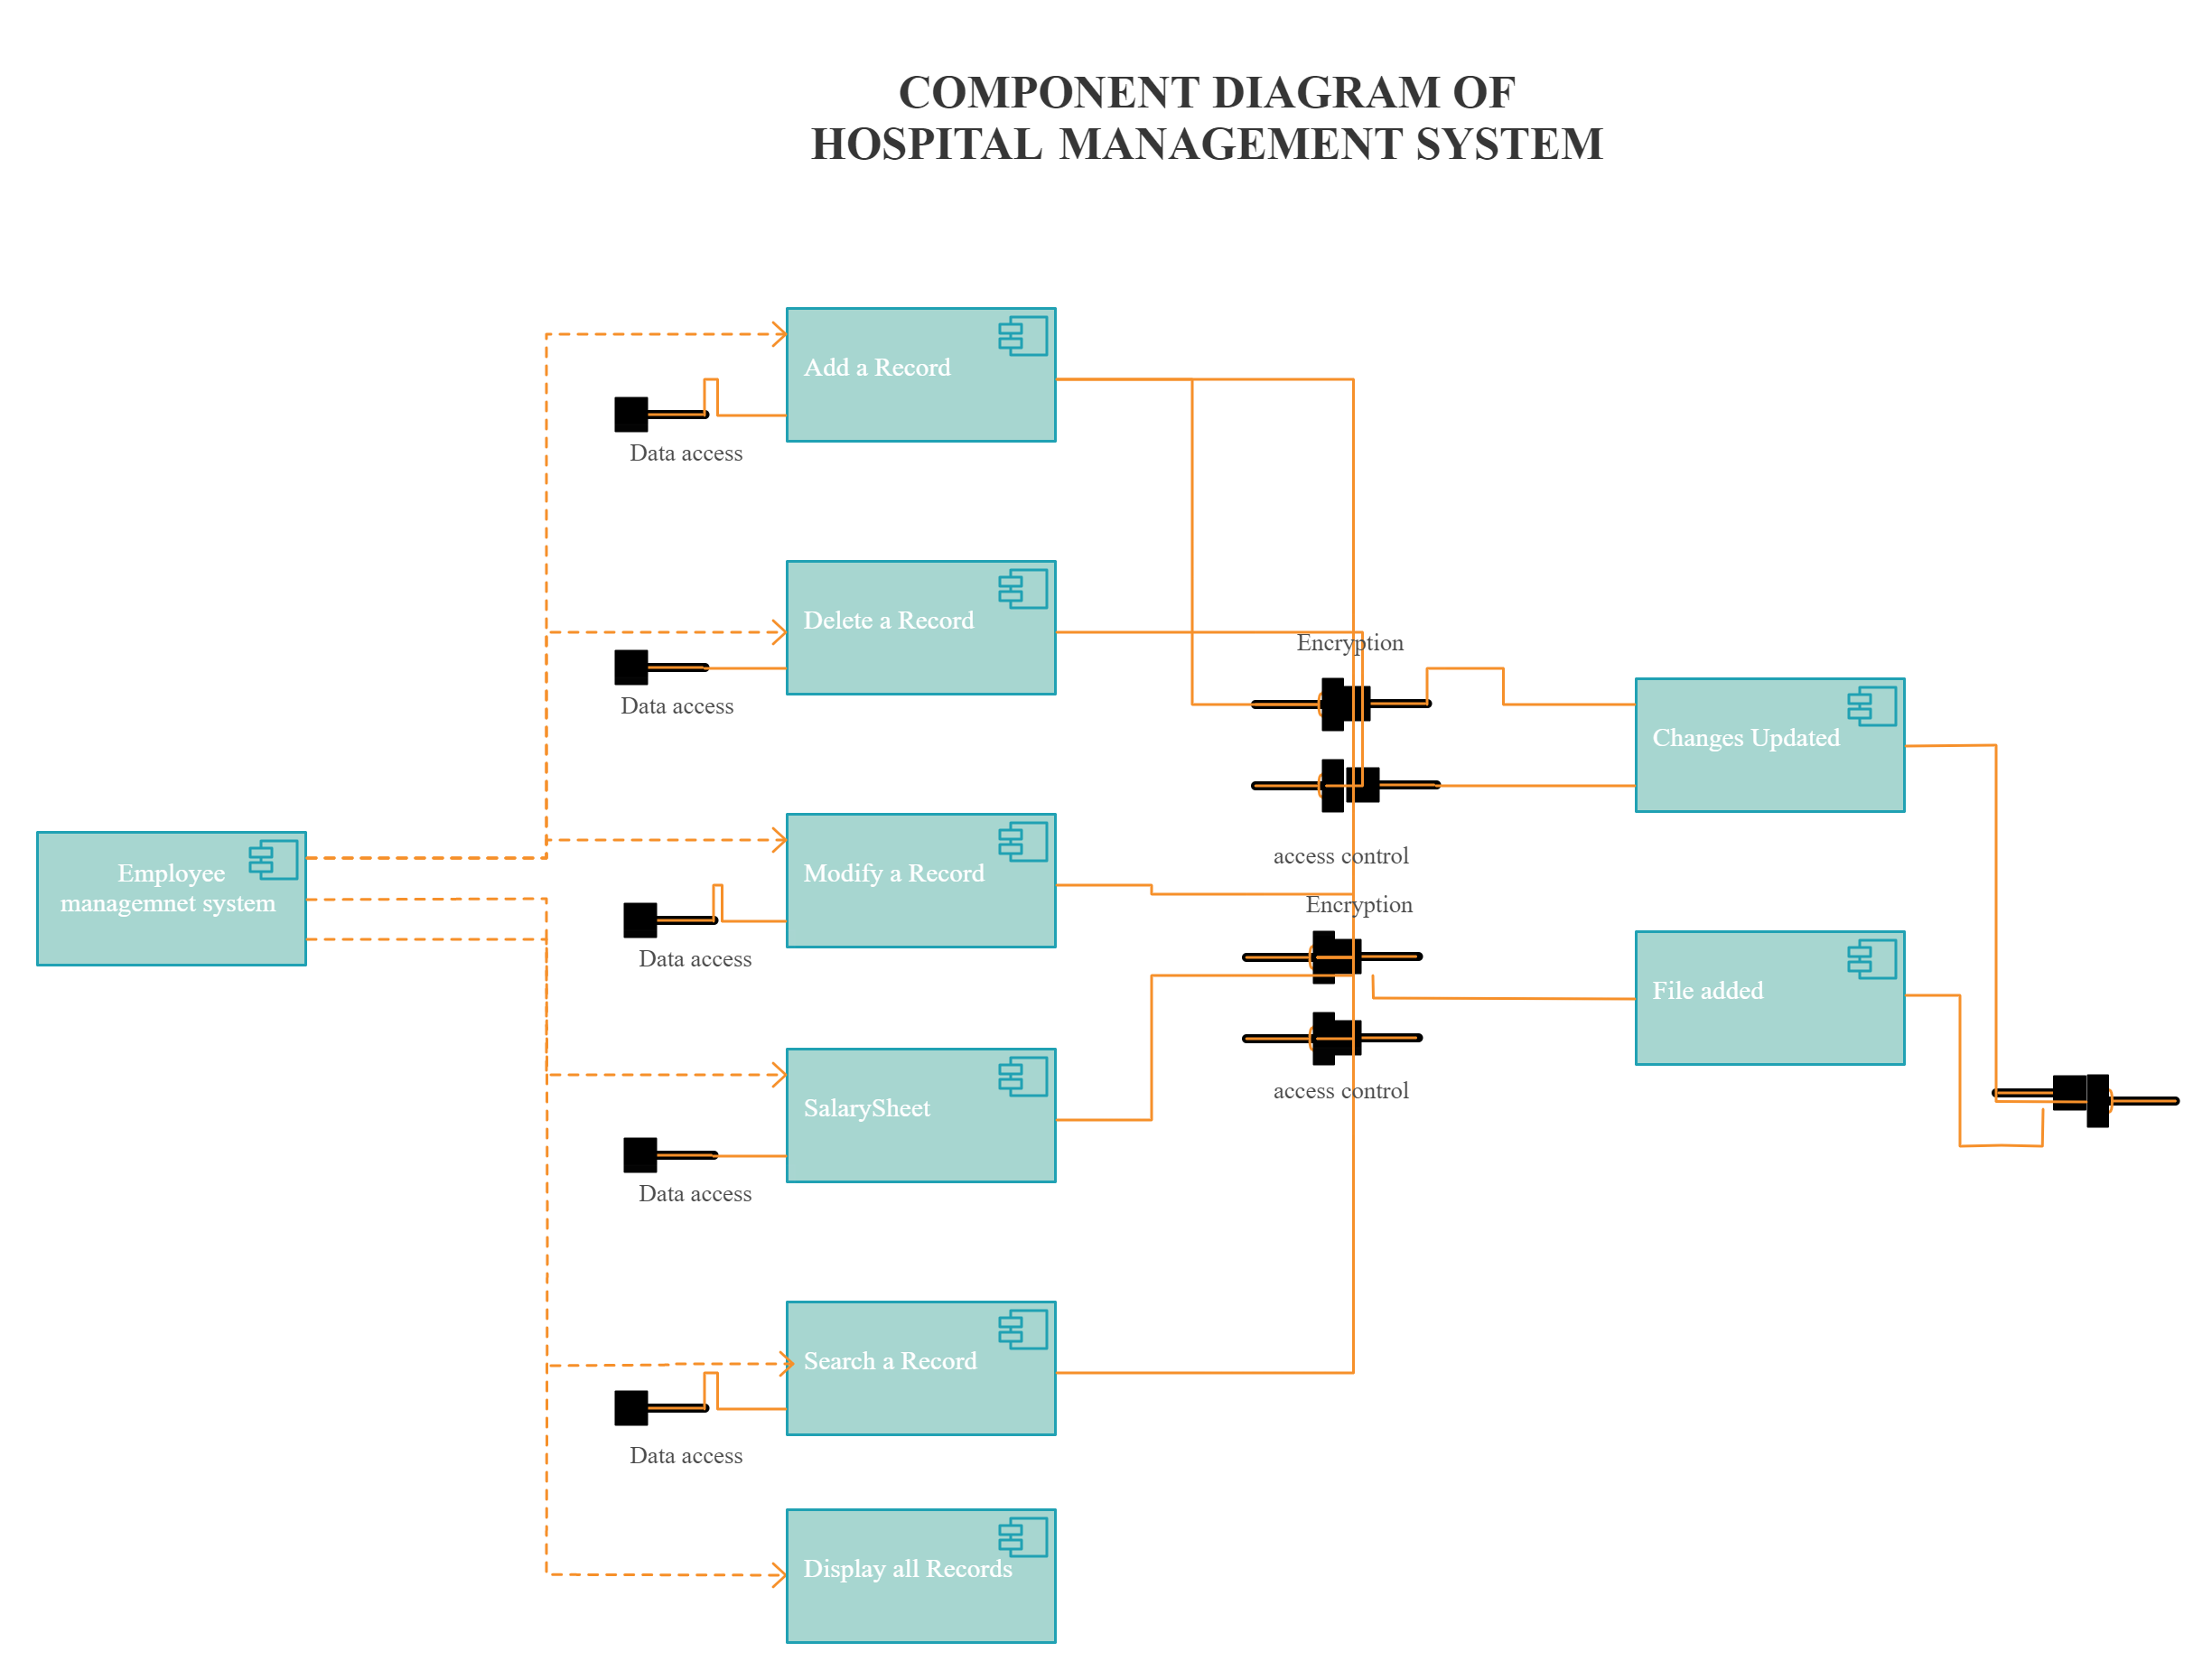 COMPONENT DIAGRAM OF
HOSPITAL MANAGEMENT SYSTEM
Add a Record
Data access
Delete a Record
Data access
Encryption
Changes Updated
access control
Employee
managemnet system
Modify a Record
Data access
Encryption
File added
access control
SalarySheet
Data access
Search a Record
Data access
Display all Records